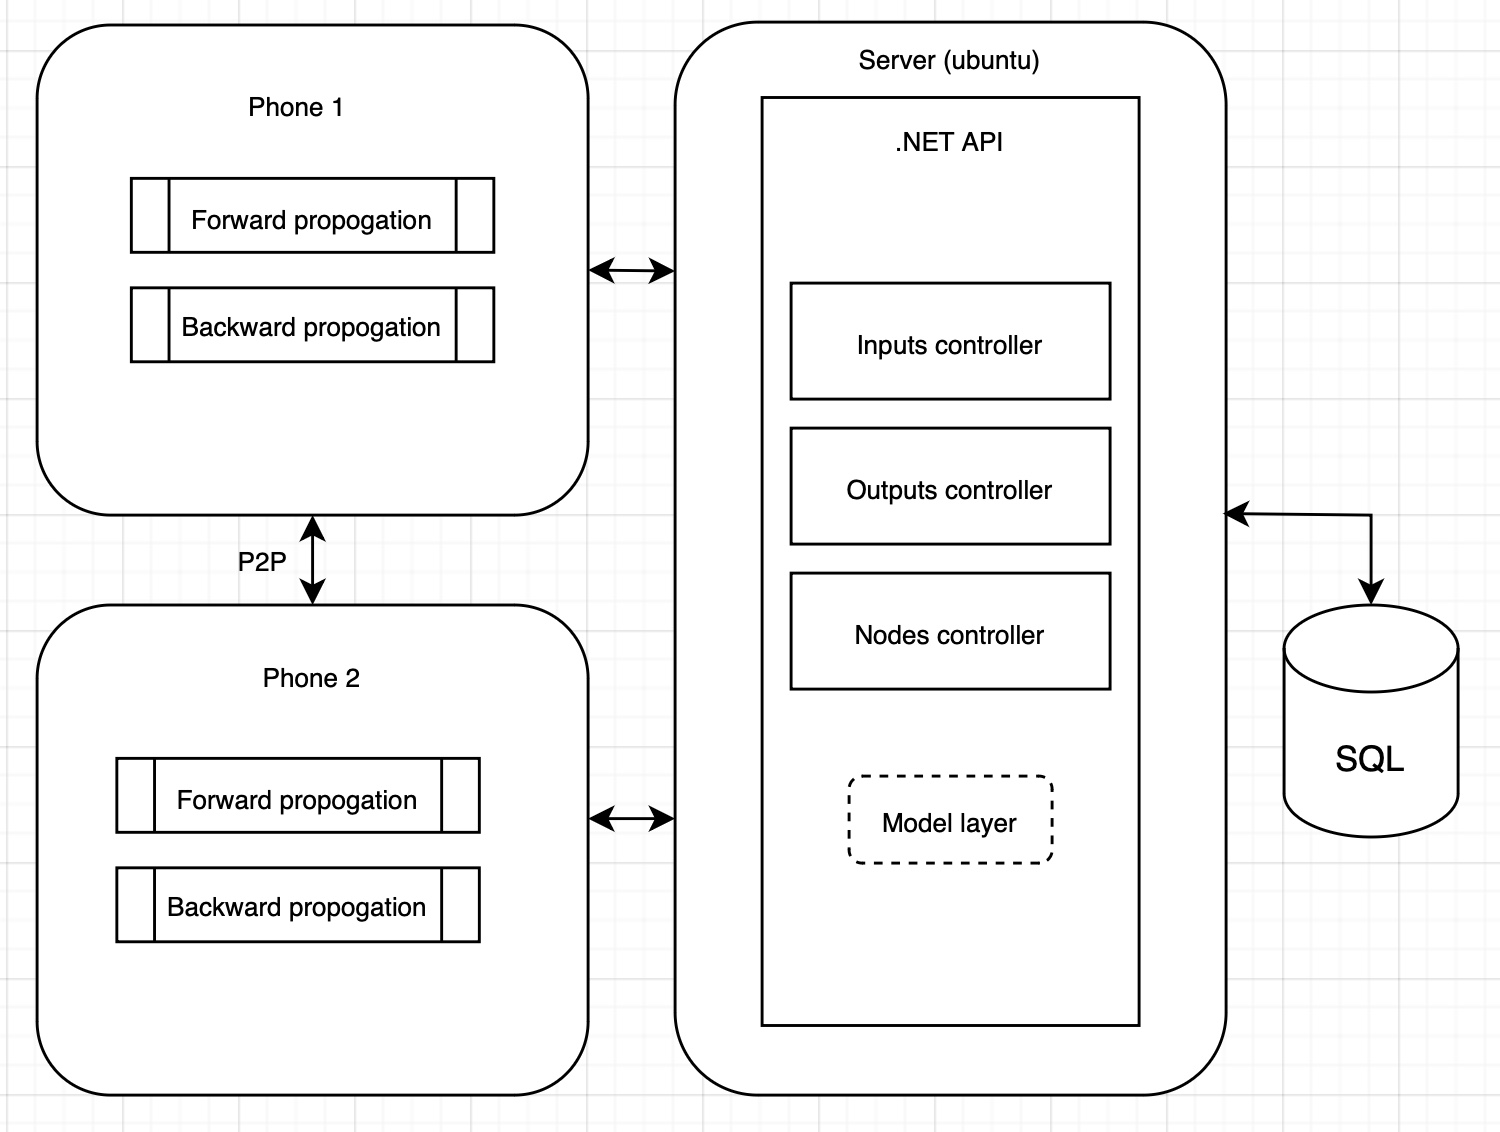 Phone 1
Forward propogation
Backward propogation
P2P
Phone 2
Forward propogation
Backward propogation
Server (ubuntu)
.NET API
Inputs controller
Outputs controller
Nodes controller
Model layer
SQL